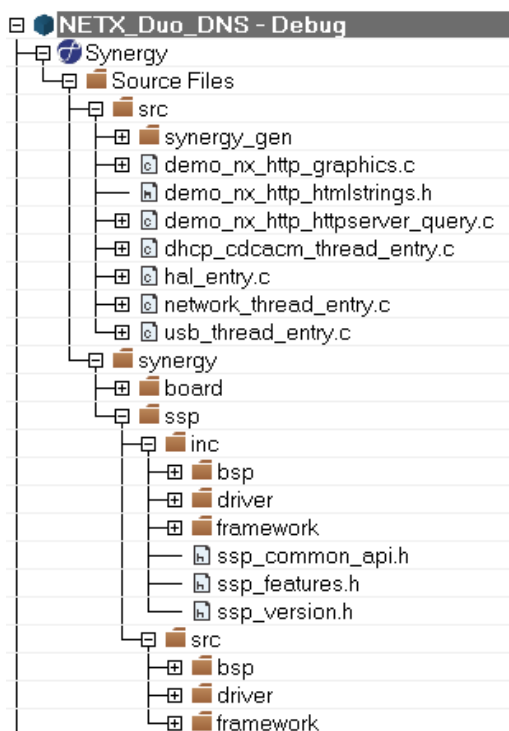 NETX_Duo_DNS - Debug
Synergy
Source Files
src
synergy_gen
demo_nx_http_graphics.c
demo_nx_http_htmlstrings.h
demo_nx_http_httpserver_query.c
dhcp_cdcacm_thread_entry.c
hal_entry.c
network_thread_entry.c
usb_thread_entry.c
synergy
board
ssp
inc
bsp
driver
framework
ssp_common_api.h
ssp_features.h
ssp_version.h
src
bsp
driver
framework